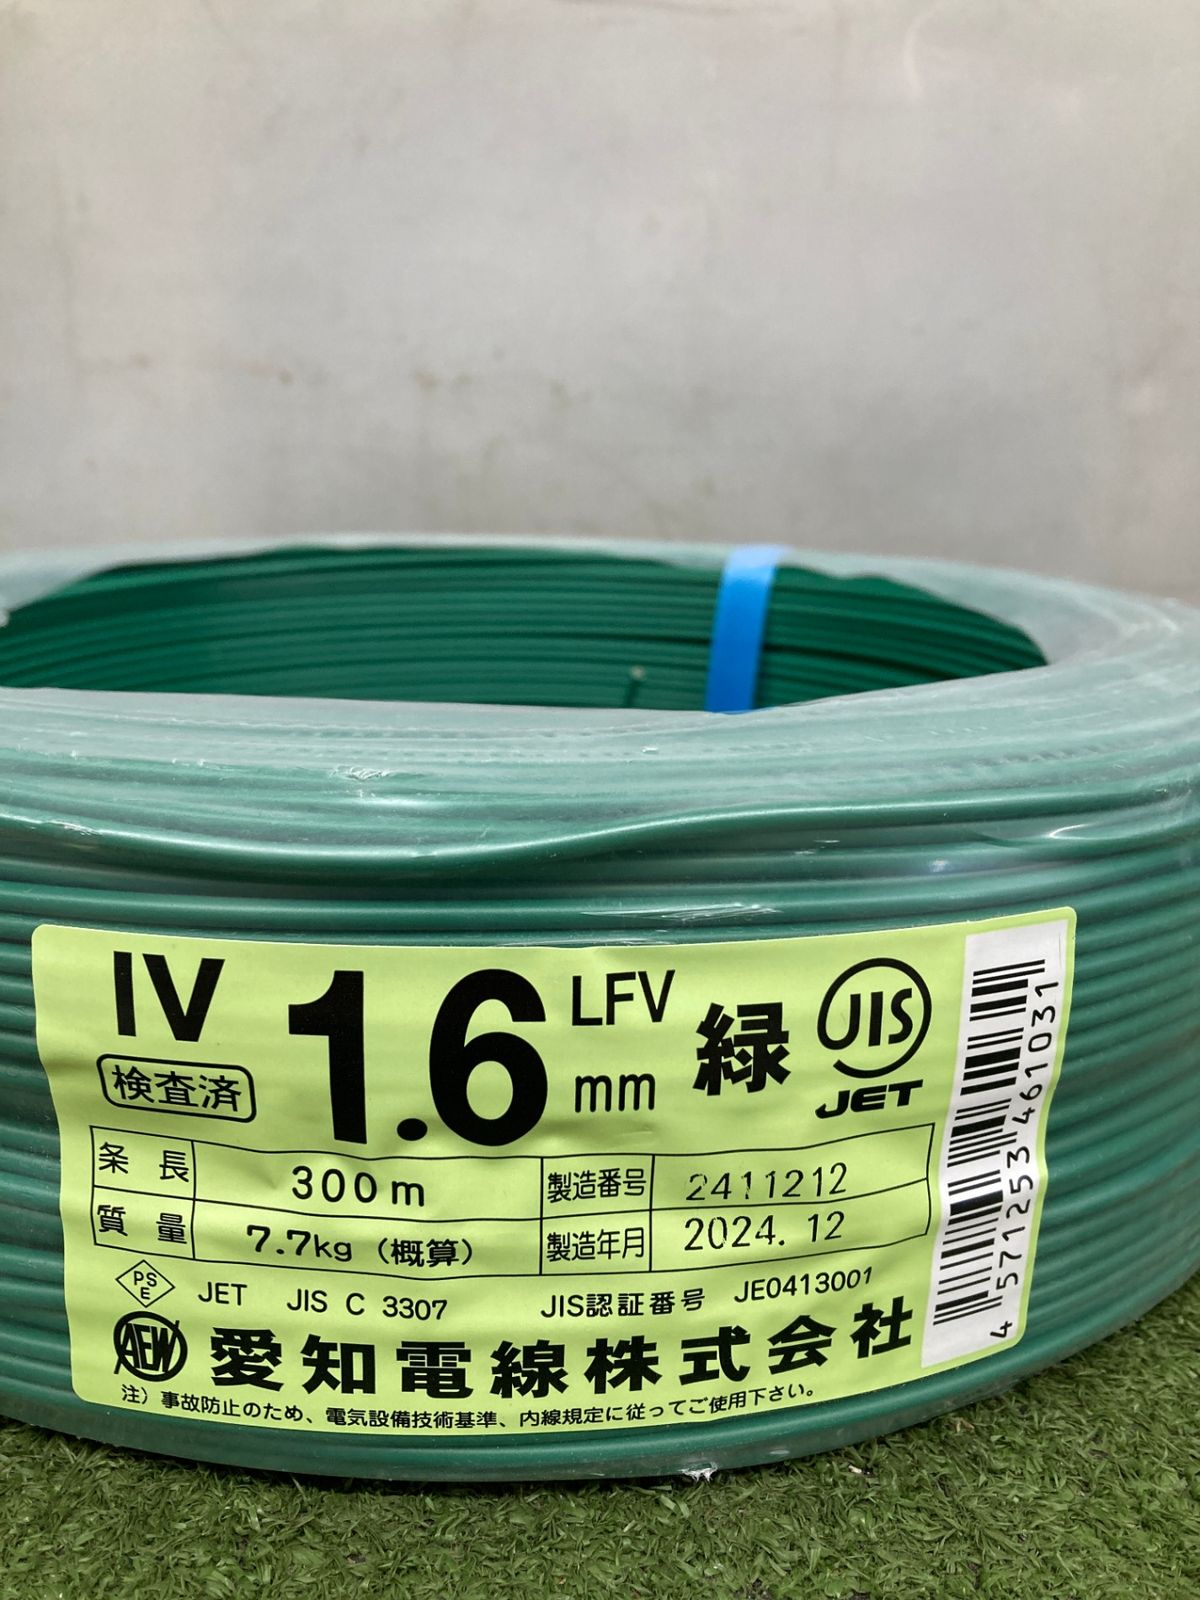 IV 1.6 mm LFV 緑 JIS JET
検査済
条長 300m 製造番号 2411212
質量 7.7kg（概算） 製造年月 2024.12
PSE JET JIS C 3307 JIS認証番号 JE0413001
AEW 愛知電線株式会社
注）事故防止のため、電気設備技術基準、内線規定に従ってご使用下さい。
4 571253 461031